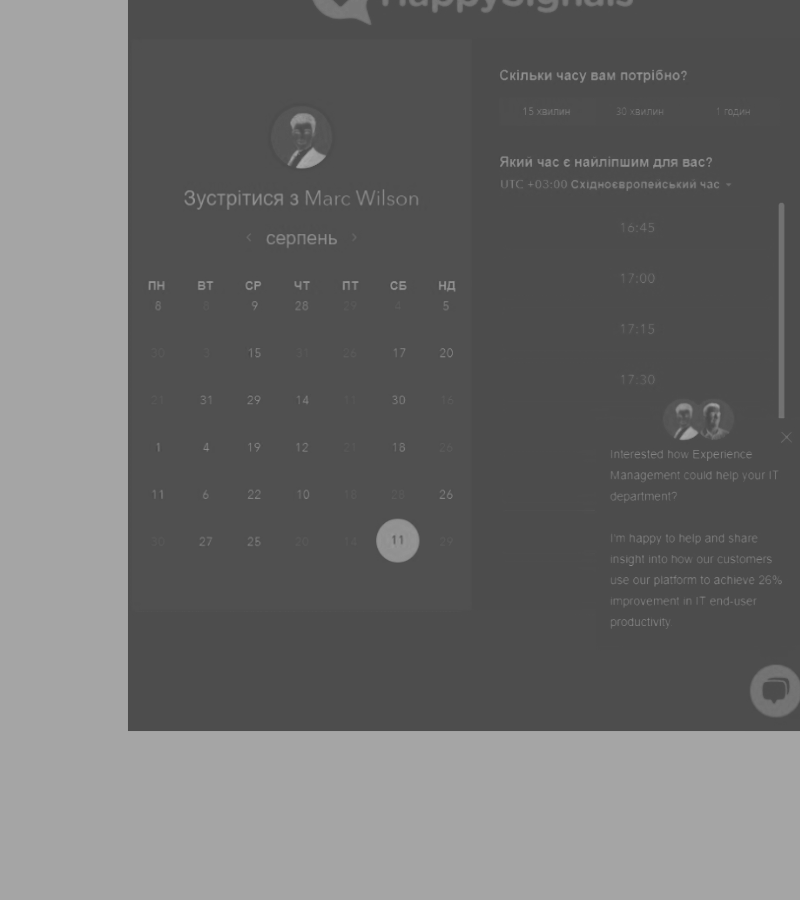 HappySignals
Зустрітися з Marc Wilson
серпень
ПН ВТ СР ЧТ ПТ СБ НД
8 6 9 28 29 4 5
30 3 15 31 26 17 20
21 31 29 14 30 16
1 4 19 12 27 18 26
11 6 22 10 18 28 26
30 27 25 20 14 11 29
Скільки часу вам потрібно?
15 хвилин 30 хвилин 1 годин
Який час є найліпшим для вас?
UTC +03:00 Східноєвропейський час
16:45
17:00
17:15
17:30
Interested how Experience
Management could help your IT
department?
I'm happy to help and share
insight into how our customers
use our platform to achieve 26%
improvement in IT end-user
productivity